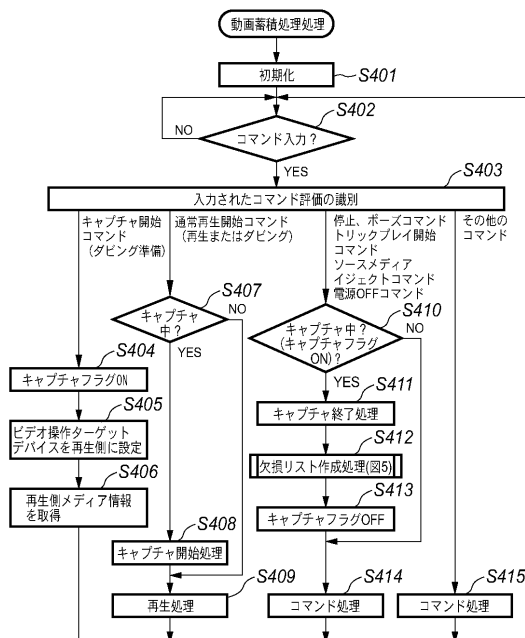 動画蓄積処理処理
初期化
S401
S402
コマンド入力？
NO
YES
S403
入力されたコマンド評価の識別
キャプチャ開始
コマンド
(ダビング準備)
通常再生開始コマンド
(再生またはダビング)
停止、ポーズコマンド
トリックプレイ開始
コマンド
ソースメディア
イジェクトコマンド
電源OFFコマンド
その他の
コマンド
S407
キャプチャ
中？
NO
YES
S410
キャプチャ中？
(キャプチャフラグ
ON)？
NO
YES
S404
キャプチャフラグON
S405
ビデオ操作ターゲット
デバイスを再生側に設定
S406
再生側メディア情報
を取得
S408
キャプチャ開始処理
S409
再生処理
S411
キャプチャ終了処理
S412
欠損リスト作成処理(図5)
S413
キャプチャフラグOFF
S414
コマンド処理
S415
コマンド処理